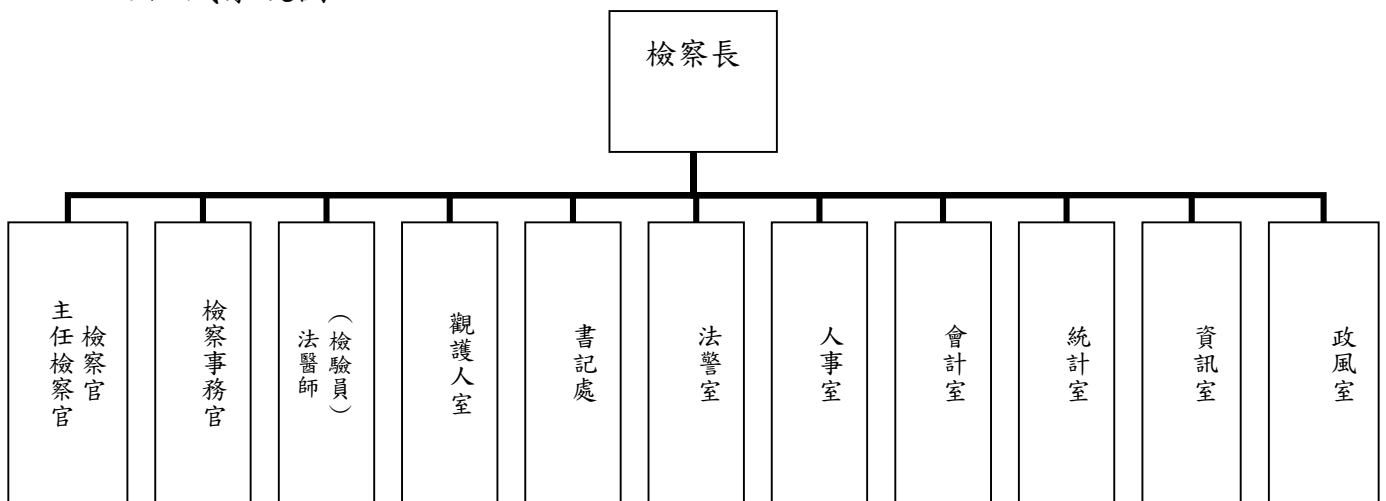 檢察長
主任檢察官
檢察官
檢察事務官
法醫師
（檢驗員）
觀護人室
書記處
法警室
人事室
會計室
統計室
資訊室
政風室